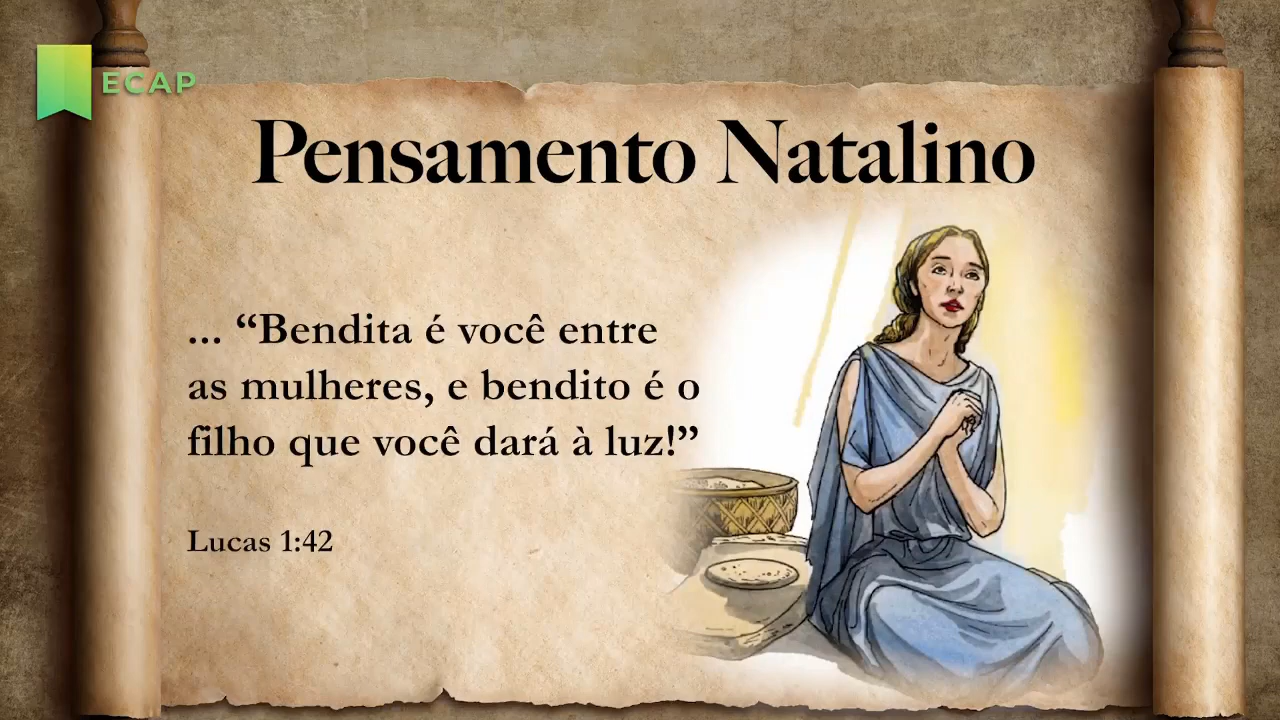 ECAP
Pensamento Natalino
... “Bendita é você entre
as mulheres, e bendito é o
filho que você dará à luz!”
Lucas 1:42